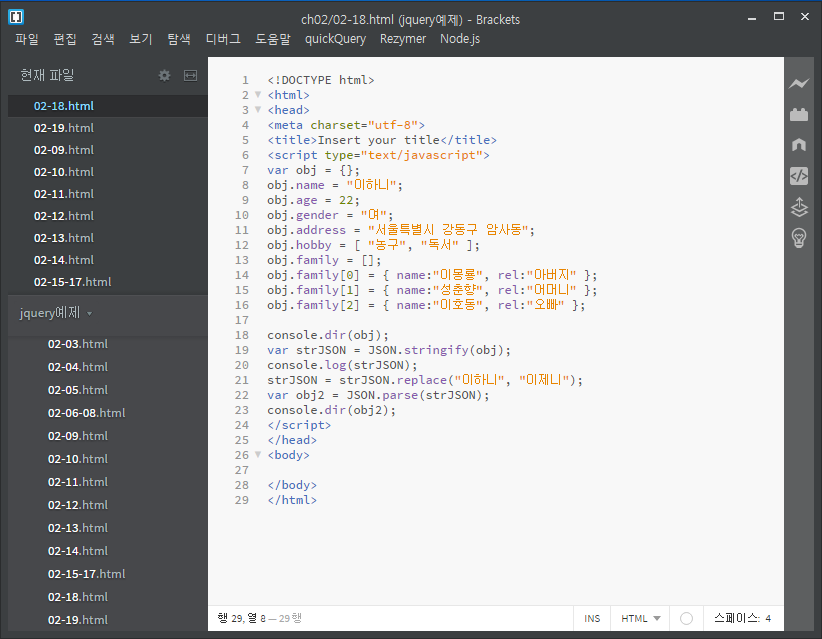 ch02/02-18.html (jquery예제) - Brackets
파일 편집 검색 보기 탐색 디버그 도움말 quickQuery Rezymer Node.js
현재 파일
02-18.html
02-19.html
02-09.html
02-10.html
02-11.html
02-12.html
02-13.html
02-14.html
02-15-17.html
jquery예제
02-03.html
02-04.html
02-05.html
02-06-08.html
02-09.html
02-10.html
02-11.html
02-12.html
02-13.html
02-14.html
02-15-17.html
02-18.html
02-19.html
1 <!DOCTYPE html>
2 <html>
3 <head>
4 <meta charset="utf-8">
5 <title>Insert your title</title>
6 <script type="text/javascript">
7 var obj = {};
8 obj.name = "이하니";
9 obj.age = 22;
10 obj.gender = "여";
11 obj.address = "서울특별시 강동구 암사동";
12 obj.hobby = [ "농구", "독서" ];
13 obj.family = [];
14 obj.family[0] = { name:"이몽룡", rel:"아버지" };
15 obj.family[1] = { name:"성춘향", rel:"어머니" };
16 obj.family[2] = { name:"이호동", rel:"오빠" };
17
18 console.dir(obj);
19 var strJSON = JSON.stringify(obj);
20 console.log(strJSON);
21 strJSON = strJSON.replace("이하니", "이제니");
22 var obj2 = JSON.parse(strJSON);
23 console.dir(obj2);
24 </script>
25 </head>
26 <body>
27
28 </body>
29 </html>
행 29, 열 8 — 29 행 INS HTML 스페이스: 4